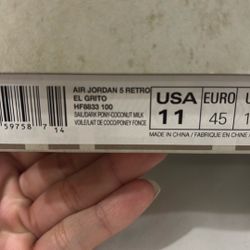 AIR JORDAN 5 RETRO
EL GRITO
HF8833 100
SAIL/DARK PONY-COCONUT MILK
VOILE/LAIT DE COCO/PONEY FONCE
59758 7 14
USA EURO
11 45
MADE IN CHINA / FABRIQUE EN CHINE /